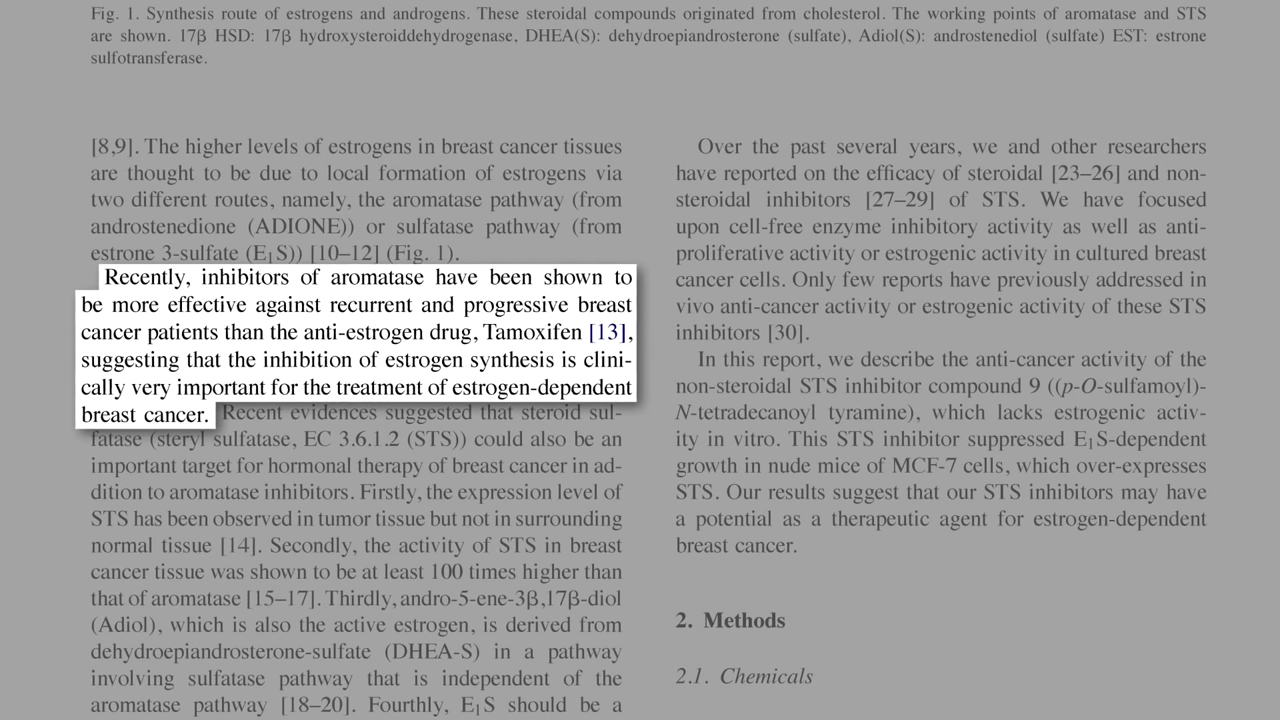 Fig. 1. Synthesis route of estrogens and androgens. These steroidal compounds originated from cholesterol. The working points of aromatase and STS
are shown. 17β HSD: 17β hydroxysteroiddehydrogenase, DHEA(S): dehydroepiandrosterone (sulfate), Adiol(S): androstenediol (sulfate) EST: estrone
sulfotransferase.
[8,9]. The higher levels of estrogens in breast cancer tissues
are thought to be due to local formation of estrogens via
two different routes, namely, the aromatase pathway (from
androstenedione (ADIONE)) or sulfatase pathway (from
estrone 3-sulfate (E₁S)) [10–12] (Fig. 1).
Recently, inhibitors of aromatase have been shown to
be more effective against recurrent and progressive breast
cancer patients than the anti-estrogen drug, Tamoxifen [13],
suggesting that the inhibition of estrogen synthesis is clini-
cally very important for the treatment of estrogen-dependent
breast cancer. Recent evidences suggested that steroid sul-
fatase (steryl sulfatase, EC 3.6.1.2 (STS)) could also be an
important target for hormonal therapy of breast cancer in ad-
dition to aromatase inhibitors. Firstly, the expression level of
STS has been observed in tumor tissue but not in surrounding
normal tissue [14]. Secondly, the activity of STS in breast
cancer tissue was shown to be at least 100 times higher than
that of aromatase [15–17]. Thirdly, andro-5-ene-3β,17β-diol
(Adiol), which is also the active estrogen, is derived from
dehydroepiandrosterone-sulfate (DHEA-S) in a pathway
involving sulfatase pathway that is independent of the
aromatase pathway [18–20]. Fourthly, E₁S should be a
Over the past several years, we and other researchers
have reported on the efficacy of steroidal [23–26] and non-
steroidal inhibitors [27–29] of STS. We have focused
upon cell-free enzyme inhibitory activity as well as anti-
proliferative activity or estrogenic activity in cultured breast
cancer cells. Only few reports have previously addressed in
vivo anti-cancer activity or estrogenic activity of these STS
inhibitors [30].
In this report, we describe the anti-cancer activity of the
non-steroidal STS inhibitor compound 9 ((p-O-sulfamoyl)-
N-tetradecanoyl tyramine), which lacks estrogenic activ-
ity in vitro. This STS inhibitor suppressed E₁S-dependent
growth in nude mice of MCF-7 cells, which over-expresses
STS. Our results suggest that our STS inhibitors may have
a potential as a therapeutic agent for estrogen-dependent
breast cancer.
2. Methods
2.1. Chemicals